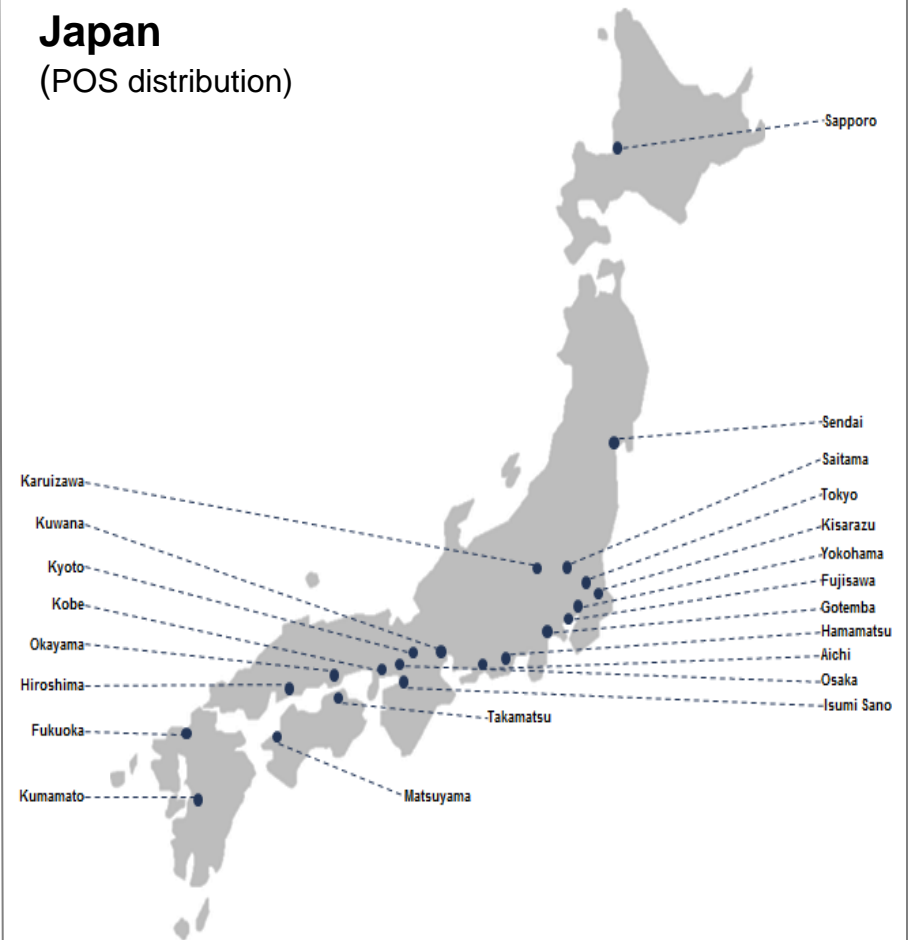 Japan
(POS distribution)
Sapporo
Sendai
Saitama
Tokyo
Kisarazu
Yokohama
Fujisawa
Gotemba
Hamamatsu
Aichi
Osaka
Isumi Sano
Karuizawa
Kuwana
Kyoto
Kobe
Okayama
Hiroshima
Fukuoka
Kumamato
Takamatsu
Matsuyama